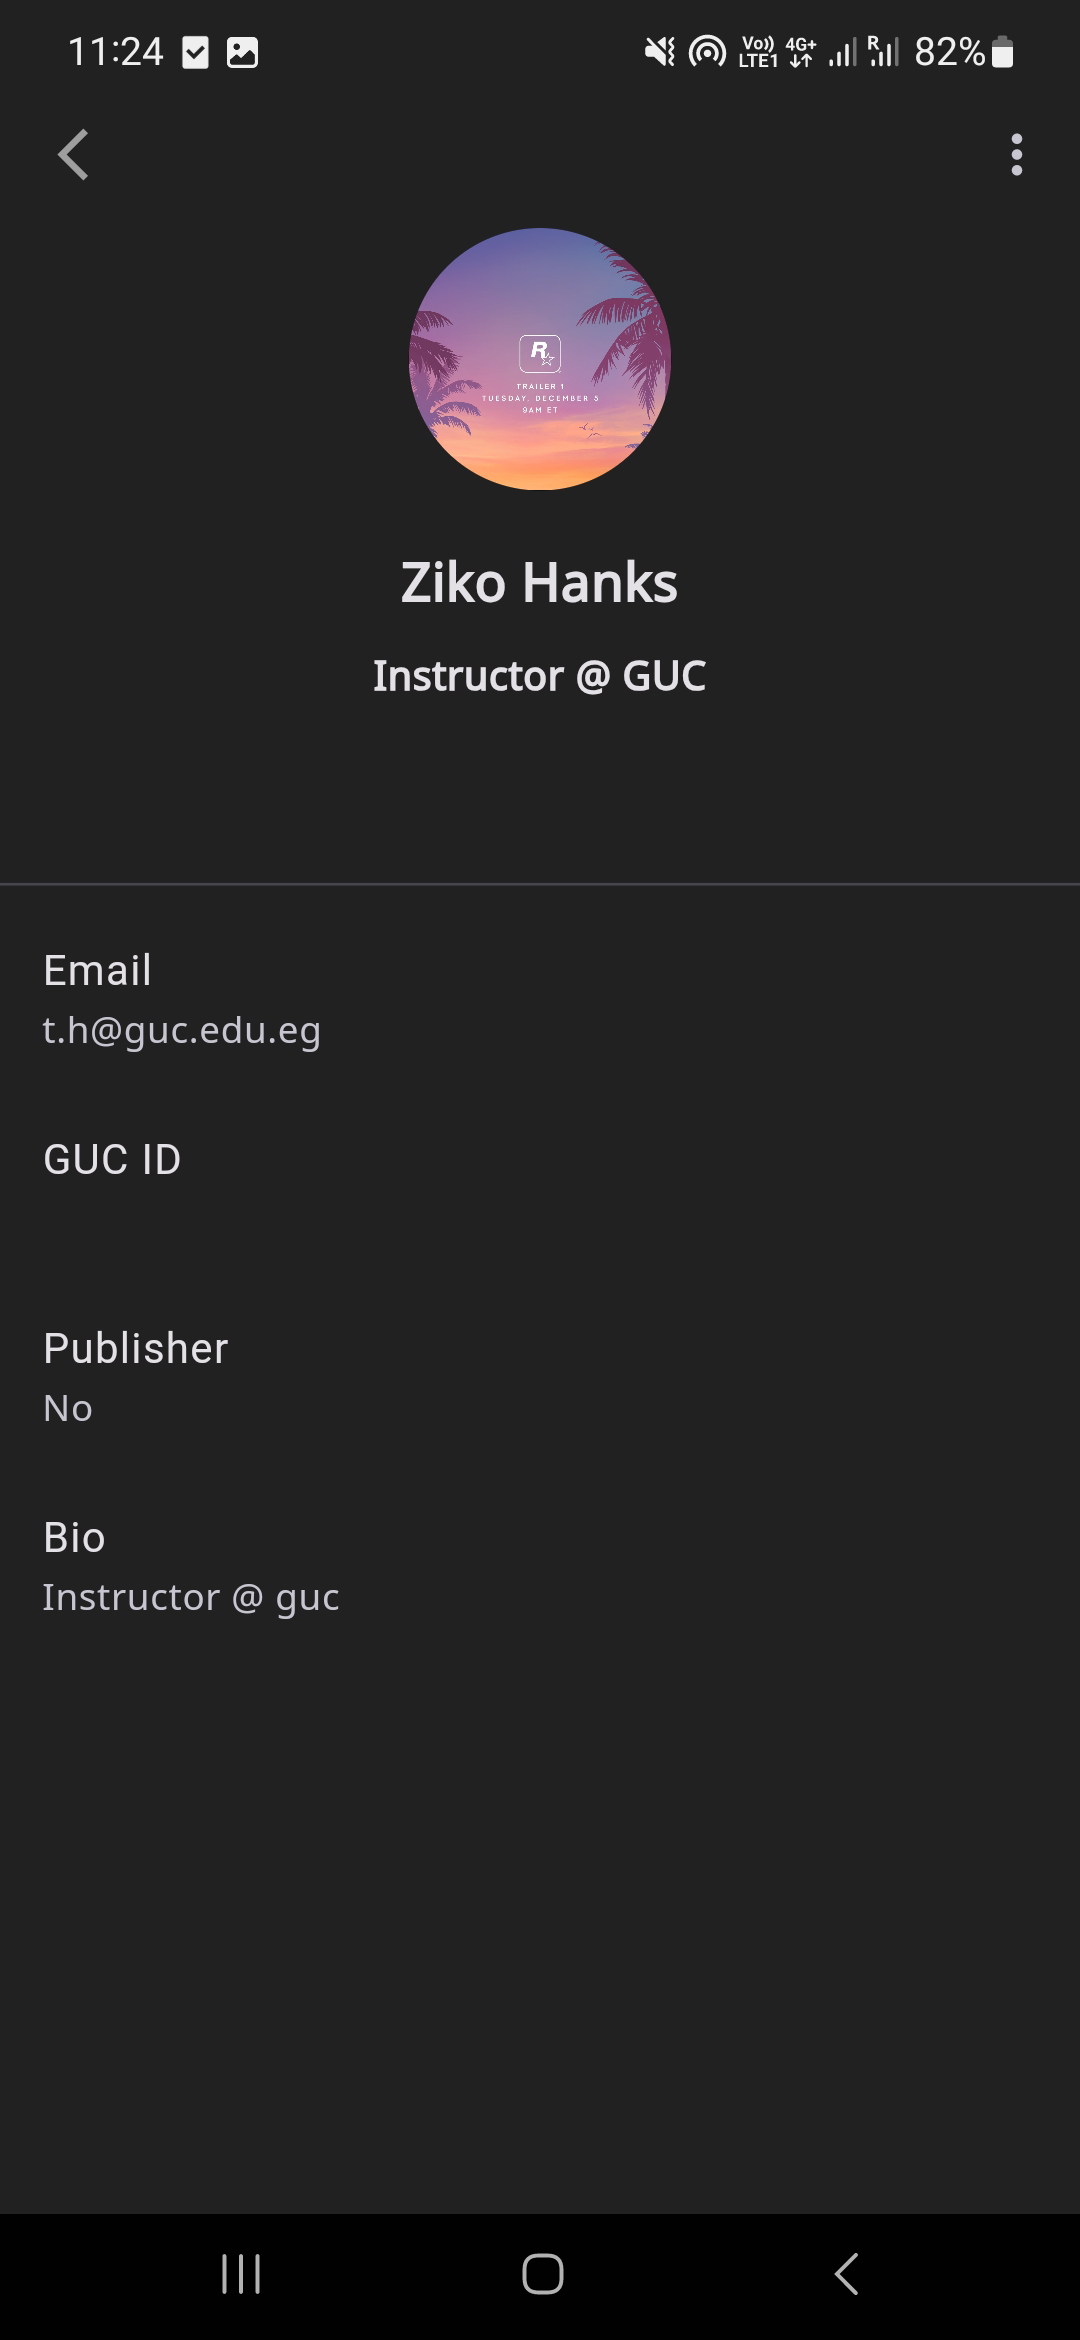 11:24
Vo)) LTE1 4G+ R 82%
R
TRAILER 1
TUESDAY, DECEMBER 5
9AM ET
Ziko Hanks
Instructor @ GUC
Email
t.h@guc.edu.eg
GUC ID
Publisher
No
Bio
Instructor @ guc